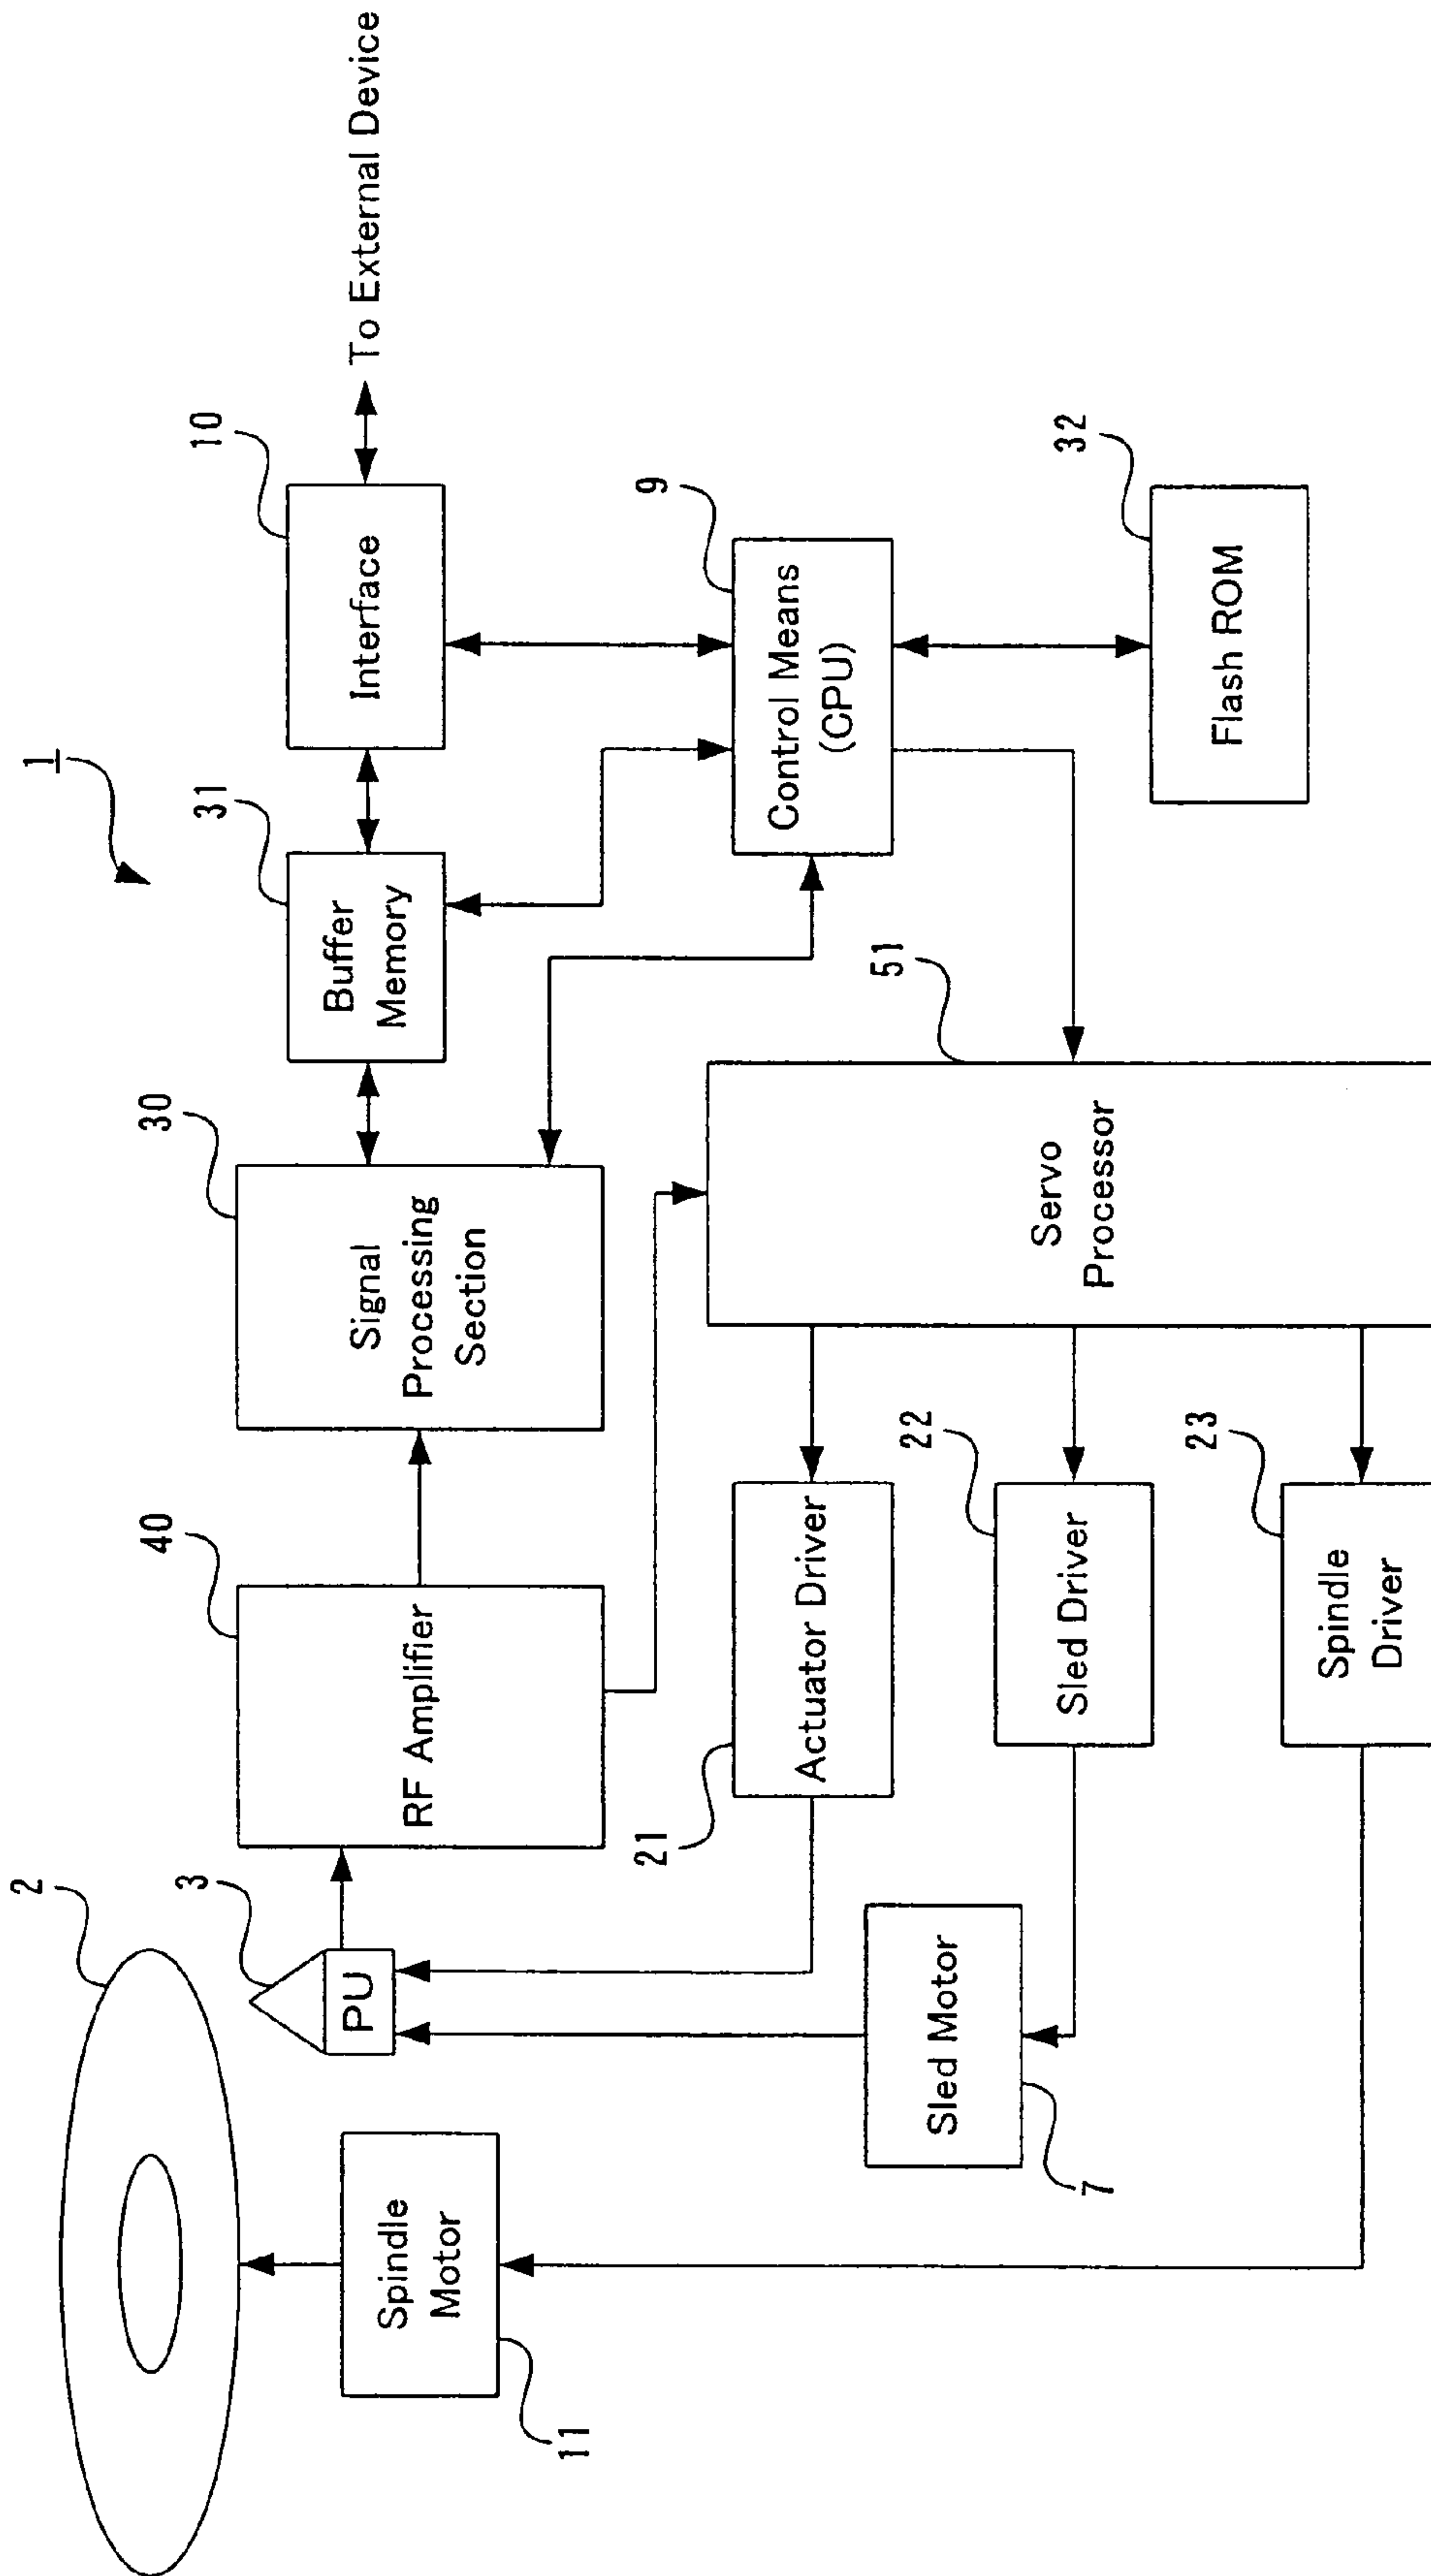 1
2
3
PU
40
RF Amplifier
30
Signal
Processing
Section
31
Buffer
Memory
10
Interface
To External Device
Spindle
Motor
11
Sled Motor
7
21
Actuator Driver
22
Sled Driver
23
Spindle
Driver
51
Servo
Processor
9
Control Means
(CPU)
32
Flash ROM